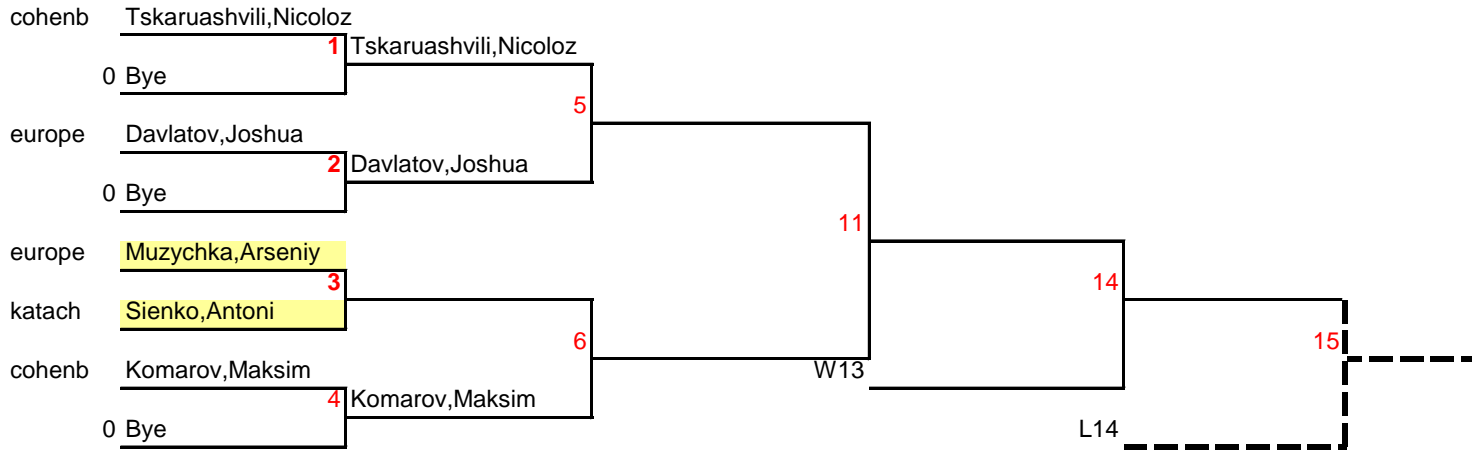 cohenb Tskaruashvili,Nicoloz
1 Tskaruashvili,Nicoloz
0 Bye
5
europe Davlatov,Joshua
2 Davlatov,Joshua
0 Bye
11
europe Muzychka,Arseniy
3
14
katach Sienko,Antoni
6
15
cohenb Komarov,Maksim
W13
4 Komarov,Maksim
0 Bye
L14